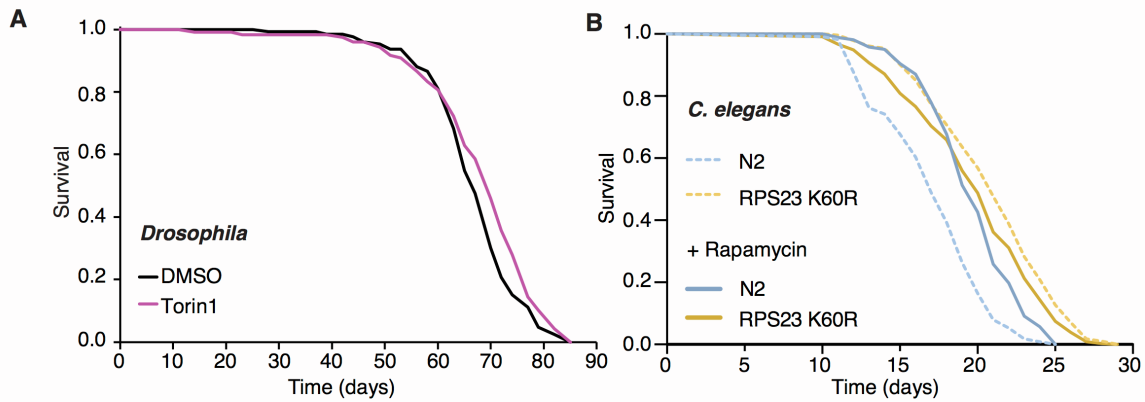 A
1.0
0.8
0.6
0.4
0.2
0.0
Survival
Drosophila
DMSO
Torin1
0 10 20 30 40 50 60 70 80 90
Time (days)
B
1.0
0.8
0.6
0.4
0.2
0.0
Survival
C. elegans
N2
RPS23 K60R
+ Rapamycin
N2
RPS23 K60R
0 5 10 15 20 25 30
Time (days)